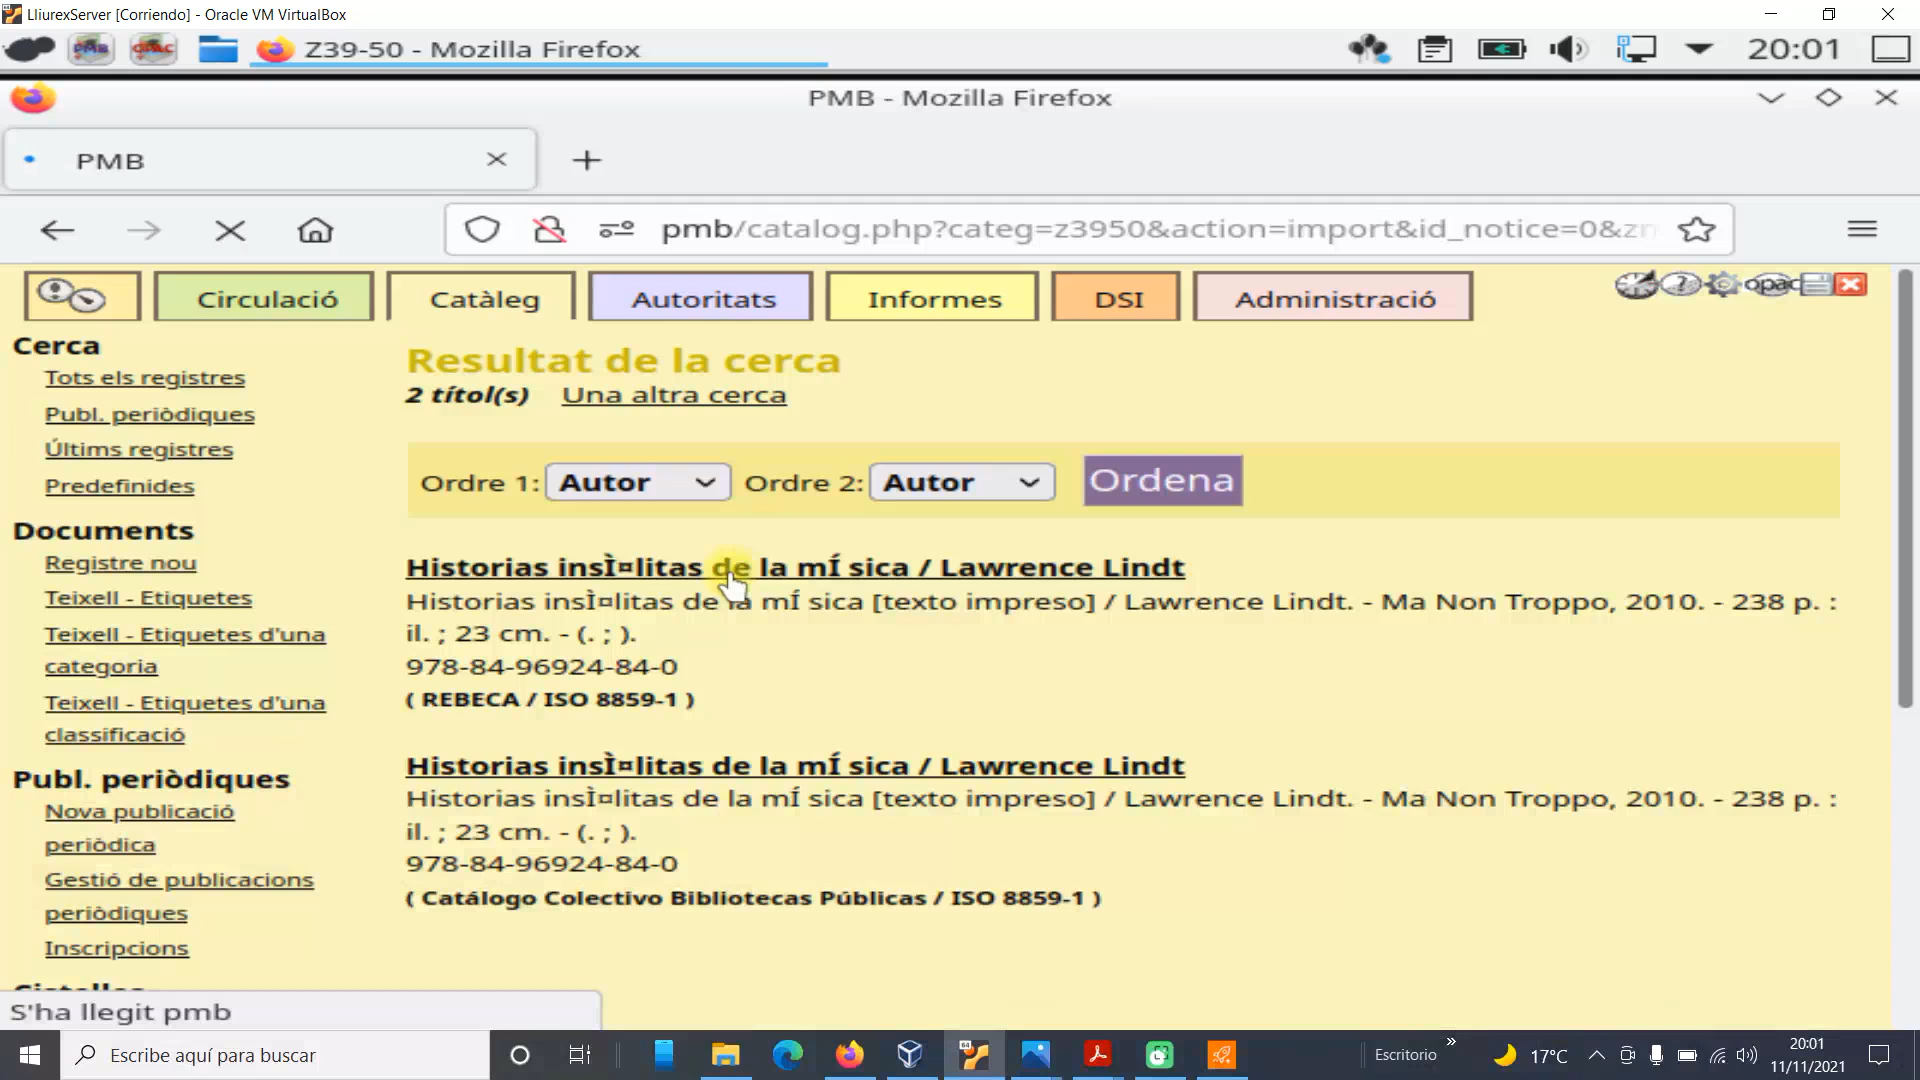 LliurexServer [Corriendo] - Oracle VM VirtualBox
PMB
OPAC
Z39-50 - Mozilla Firefox
20:01
PMB - Mozilla Firefox
PMB
pmb/catalog.php?categ=z3950&action=import&id_notice=0&zn
Circulació
Catàleg
Autoritats
Informes
DSI
Administració
opac
Cerca
Tots els registres
Publ. periòdiques
Últims registres
Predefinides
Documents
Registre nou
Teixell - Etiquetes
Teixell - Etiquetes d'una
categoria
Teixell - Etiquetes d'una
classificació
Publ. periòdiques
Nova publicació
periòdica
Gestió de publicacions
periòdiques
Inscripcions
Cistelles
Resultat de la cerca
2 títol(s) Una altra cerca
Ordre 1: Autor Ordre 2: Autor Ordena
Historias insÌ¤litas de la mÍ sica / Lawrence Lindt
Historias insÌ¤litas de la mÍ sica [texto impreso] / Lawrence Lindt. - Ma Non Troppo, 2010. - 238 p. :
il. ; 23 cm. - (. ; ).
978-84-96924-84-0
( REBECA / ISO 8859-1 )
Historias insÌ¤litas de la mÍ sica / Lawrence Lindt
Historias insÌ¤litas de la mÍ sica [texto impreso] / Lawrence Lindt. - Ma Non Troppo, 2010. - 238 p. :
il. ; 23 cm. - (. ; ).
978-84-96924-84-0
( Catálogo Colectivo Bibliotecas Públicas / ISO 8859-1 )
S'ha llegit pmb
Escribe aquí para buscar
Escritorio
17°C
20:01
11/11/2021